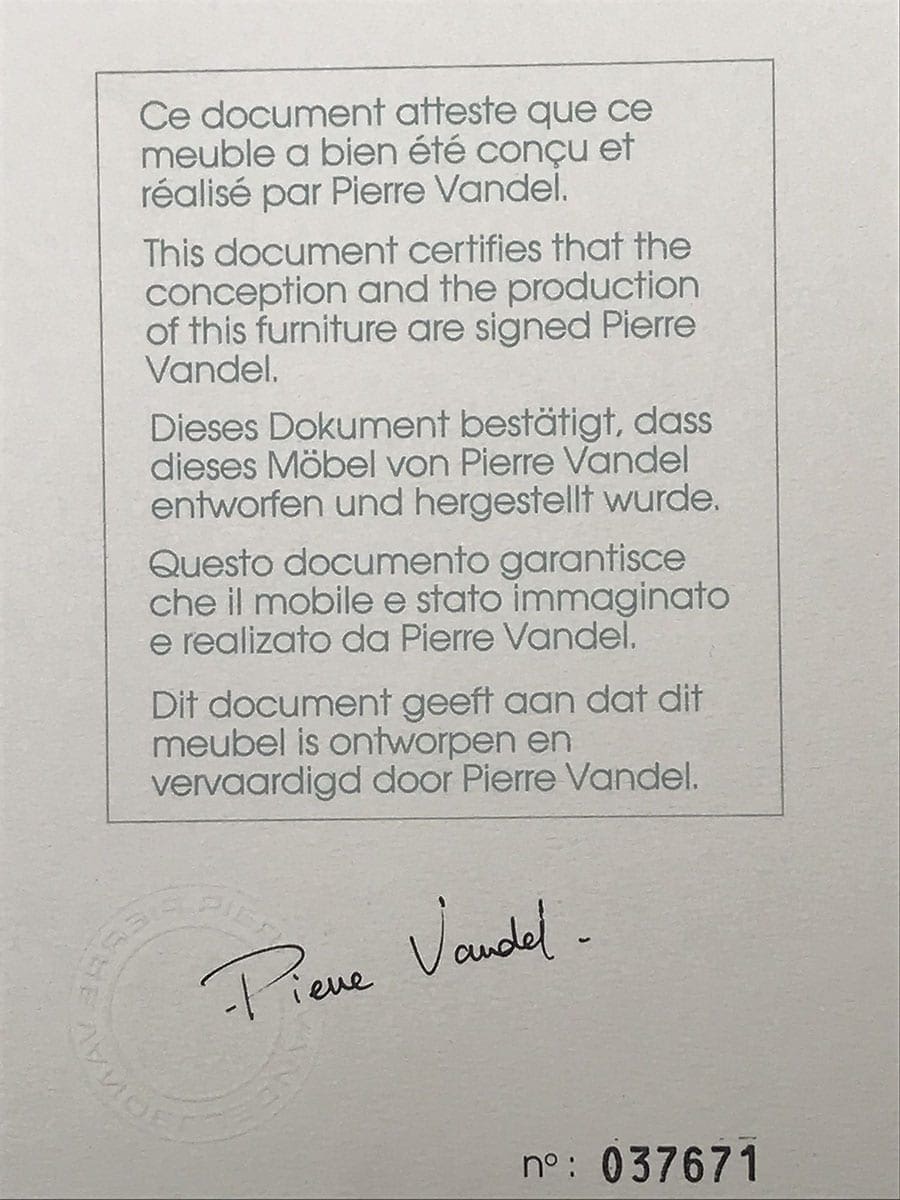 Ce document atteste que ce
meuble a bien été conçu et
réalisé par Pierre Vandel.
This document certifies that the
conception and the production
of this furniture are signed Pierre
Vandel.
Dieses Dokument bestätigt, dass
dieses Möbel von Pierre Vandel
entworfen und hergestellt wurde.
Questo documento garantisce
che il mobile e stato immaginato
e realizato da Pierre Vandel.
Dit document geeft aan dat dit
meubel is ontworpen en
vervaardigd door Pierre Vandel.
Pierre Vandel
nº: 037671